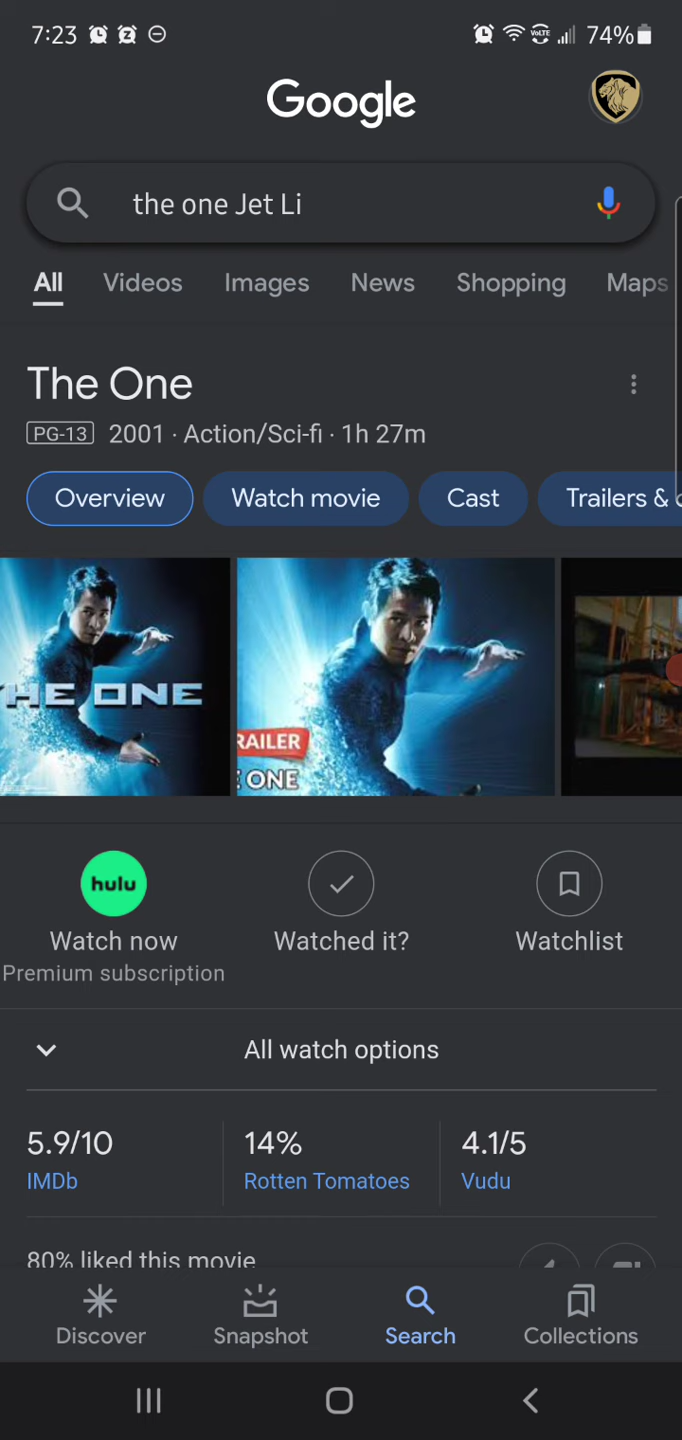 7:23
VoLTE
74%
Google
the one Jet Li
All Videos Images News Shopping Maps
The One
PG-13 2001 · Action/Sci-fi · 1h 27m
Overview Watch movie Cast Trailers &
HE ONE
RAILER
ONE
hulu
Watch now Watched it? Watchlist
Premium subscription
All watch options
5.9/10 14% 4.1/5
IMDb Rotten Tomatoes Vudu
80% liked this movie
Discover Snapshot Search Collections